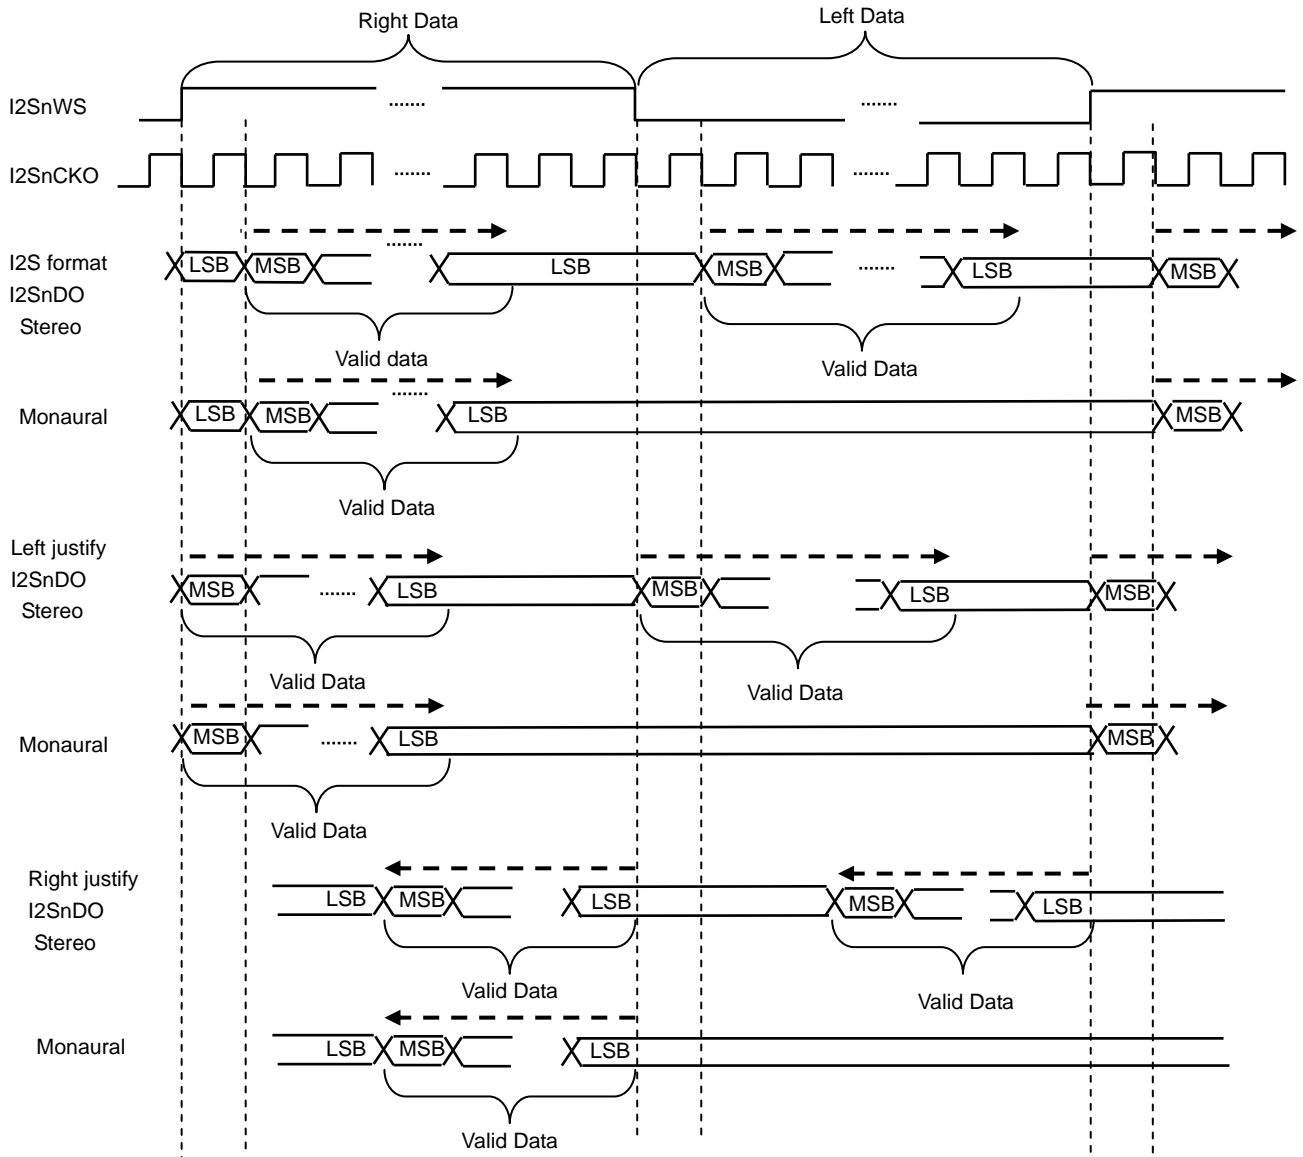 Right Data
Left Data
I2SnWS
........
........
I2SnCKO
........
........
I2S format
I2SnDO
Stereo
LSB
MSB
........
LSB
MSB
........
LSB
MSB
Valid data
Valid Data
Monaural
LSB
MSB
........
LSB
MSB
Valid Data
Left justify
I2SnDO
Stereo
MSB
........
LSB
MSB
LSB
MSB
Valid Data
Valid Data
Monaural
MSB
........
LSB
MSB
Valid Data
Right justify
I2SnDO
Stereo
LSB
MSB
LSB
MSB
LSB
Valid Data
Valid Data
Monaural
LSB
MSB
LSB
Valid Data